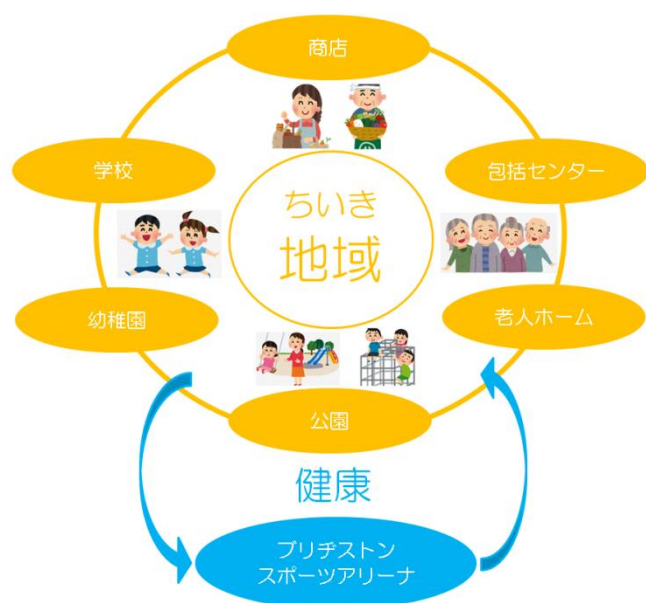 商店
学校
包括センター
ちいき
地域
幼稚園
老人ホーム
公園
健康
ブリヂストン
スポーツアリーナ